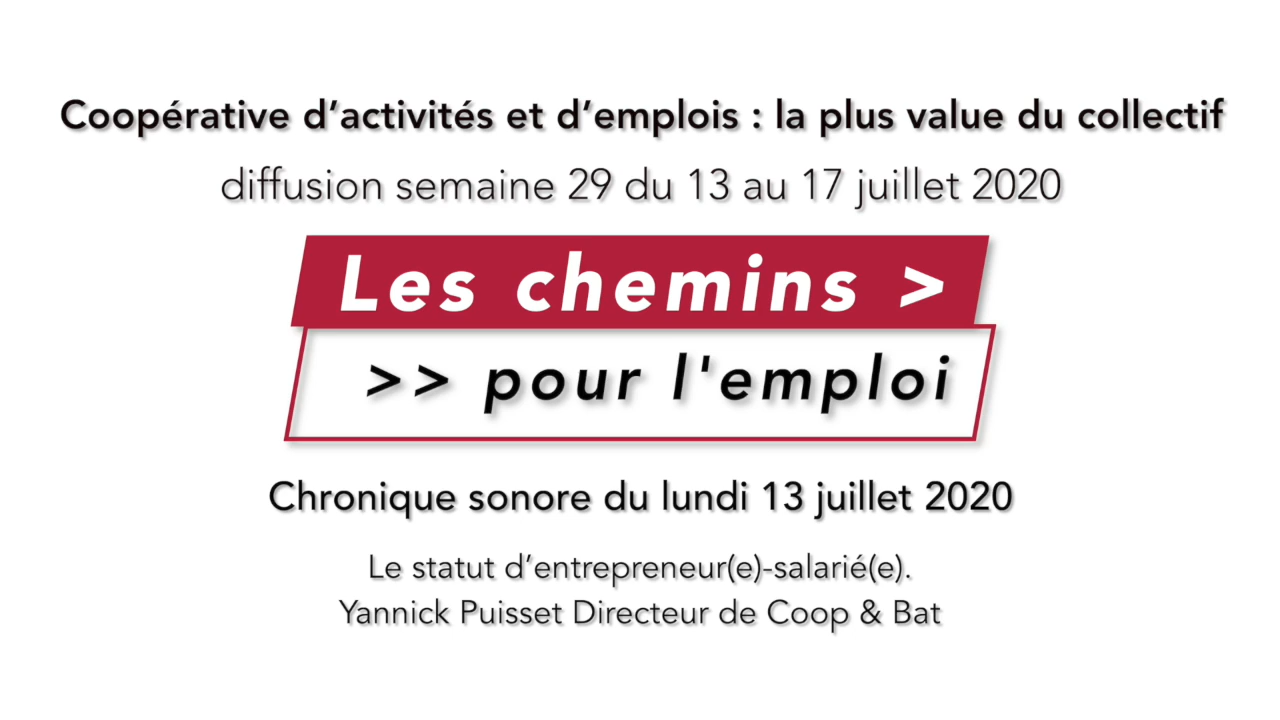 Coopérative d’activités et d’emplois : la plus value du collectif
diffusion semaine 29 du 13 au 17 juillet 2020
Les chemins >
>> pour l'emploi
Chronique sonore du lundi 13 juillet 2020
Le statut d’entrepreneur(e)-salarié(e).
Yannick Puisset Directeur de Coop & Bat